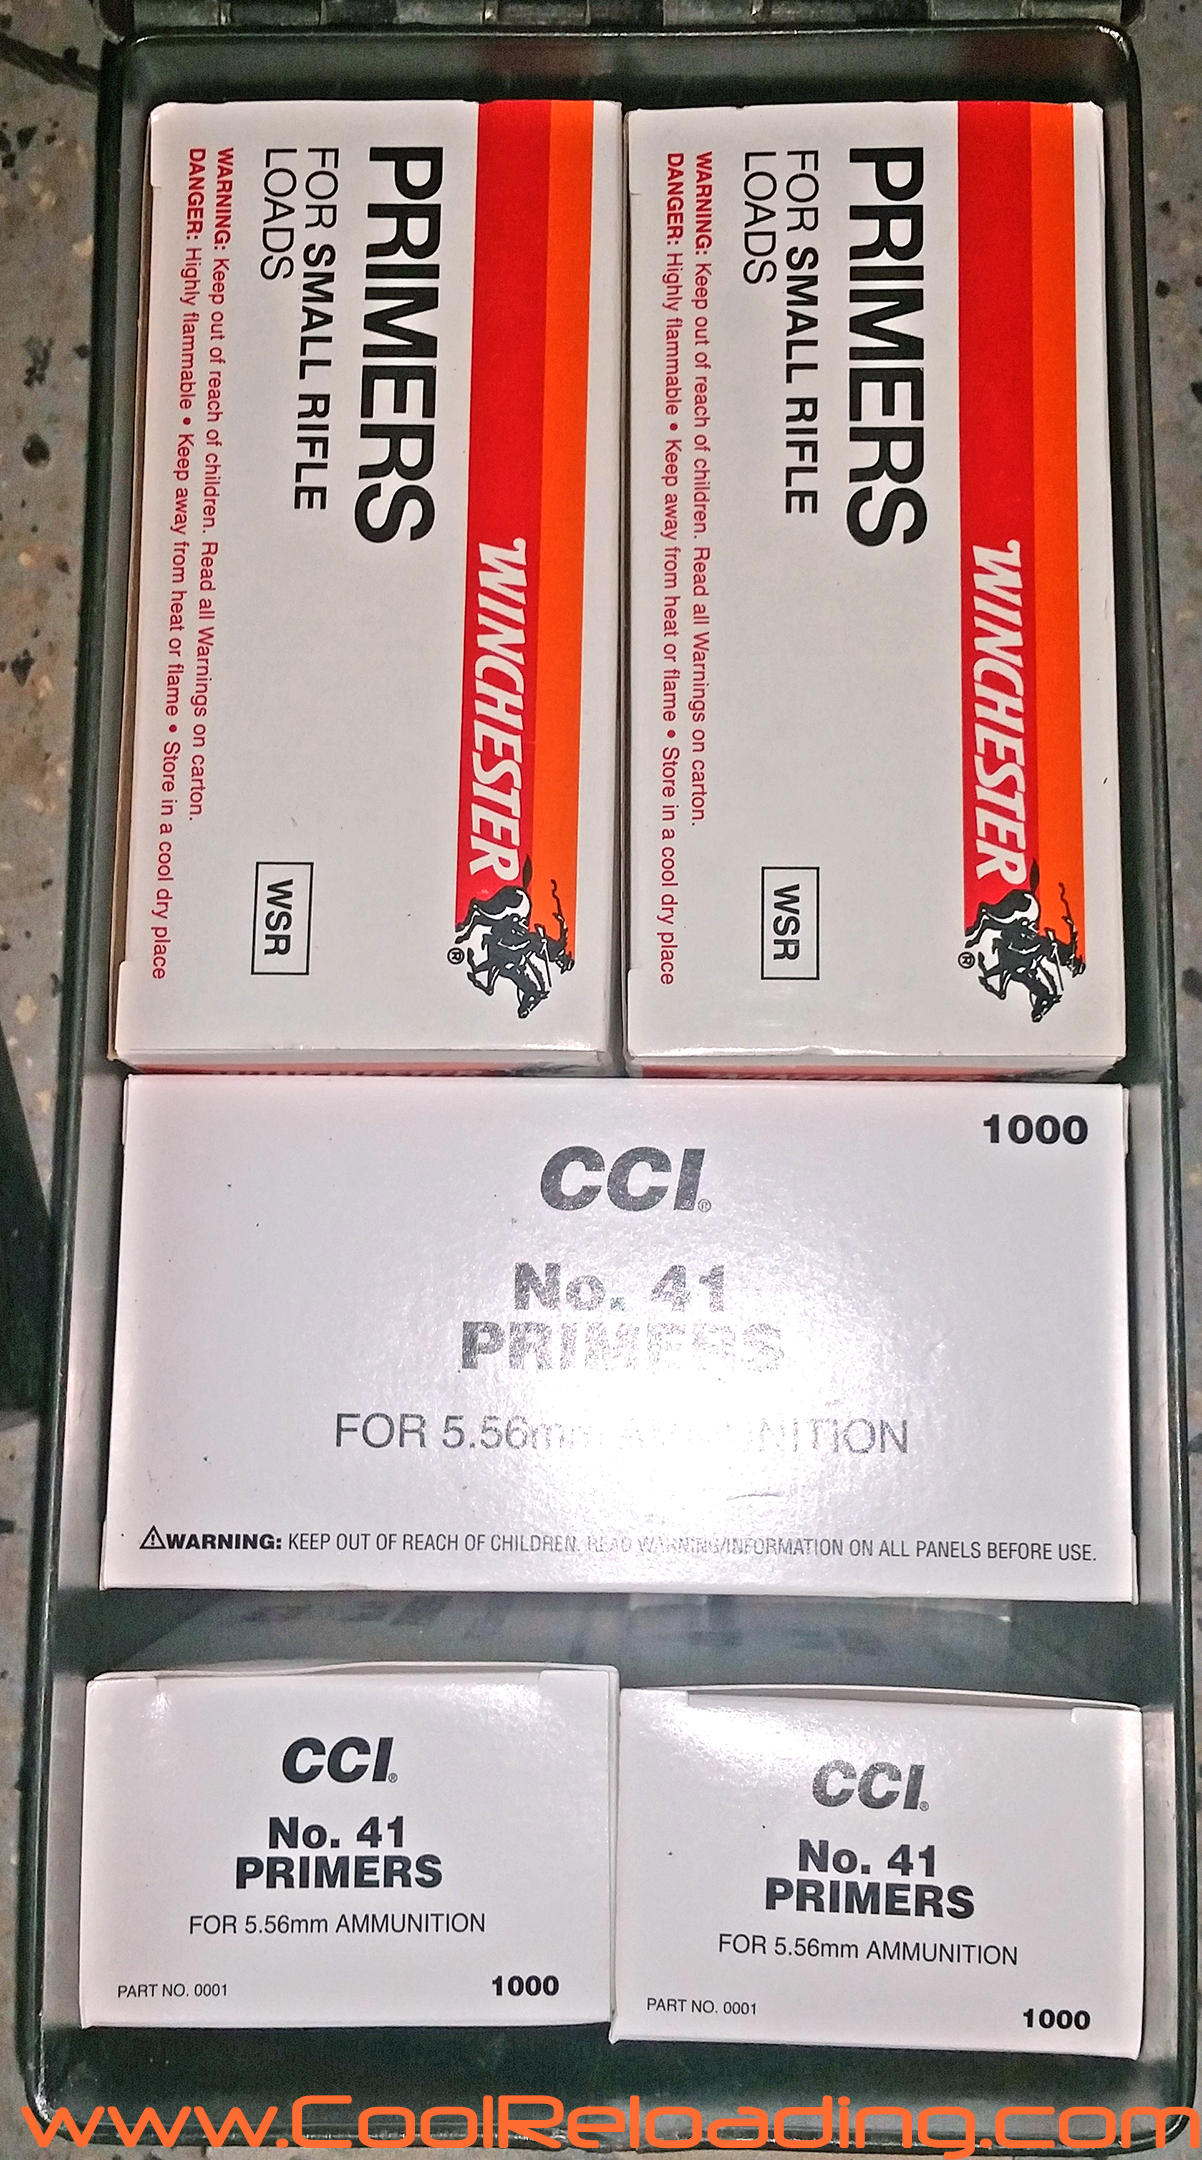 WINCHESTER®
PRIMERS
FOR SMALL RIFLE
LOADS
WSR
WARNING: Keep out of reach of children. Read all Warnings on carton.
DANGER: Highly flammable • Keep away from heat or flame • Store in a cool dry place
WINCHESTER®
PRIMERS
FOR SMALL RIFLE
LOADS
WSR
WARNING: Keep out of reach of children. Read all Warnings on carton.
DANGER: Highly flammable • Keep away from heat or flame • Store in a cool dry place
1000
CCI®
No. 41
PRIMERS
FOR 5.56mm AMMUNITION
⚠WARNING: KEEP OUT OF REACH OF CHILDREN. READ WARNING/INFORMATION ON ALL PANELS BEFORE USE.
CCI®
No. 41
PRIMERS
FOR 5.56mm AMMUNITION
PART NO. 0001
1000
CCI®
No. 41
PRIMERS
FOR 5.56mm AMMUNITION
PART NO. 0001
1000
www.CoolReloading.com